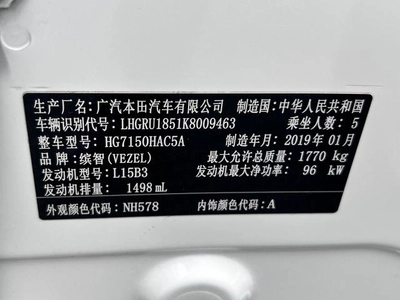 生产厂名：广汽本田汽车有限公司 制造国：中华人民共和国
车辆识别代号：LHGRU1851K8009463 乘坐人数：5
整车型号：HG7150HAC5A 制造年月：2019年01月
品牌：缤智(VEZEL) 最大允许总质量：1770 kg
发动机型号：L15B3 发动机最大净功率：96 kW
发动机排量：1498 mL
外观颜色代码：NH578 内饰颜色代码：A